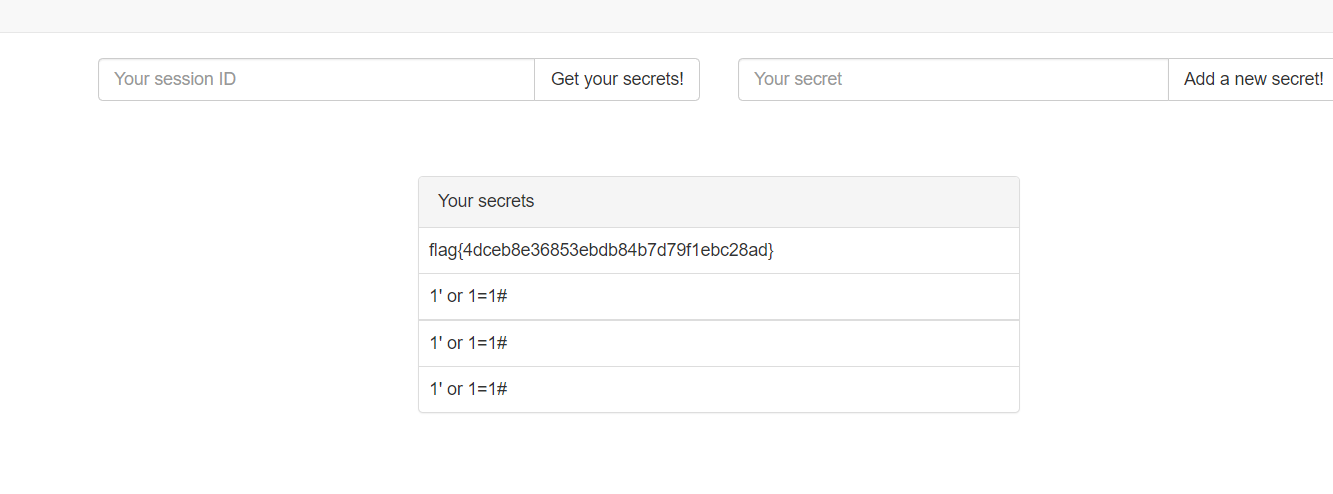 Your session ID Get your secrets! Your secret Add a new secret!
Your secrets
flag{4dceb8e36853ebdb84b7d79f1ebc28ad}
1' or 1=1#
1' or 1=1#
1' or 1=1#